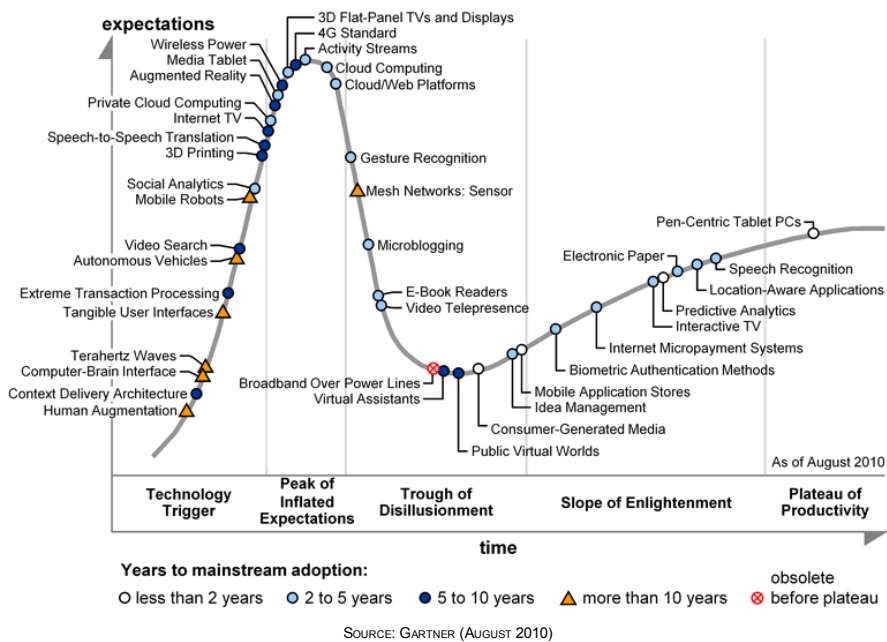 expectations
3D Flat-Panel TVs and Displays
4G Standard
Activity Streams
Wireless Power
Media Tablet
Augmented Reality
Cloud Computing
Cloud/Web Platforms
Private Cloud Computing
Internet TV
Speech-to-Speech Translation
3D Printing
Gesture Recognition
Social Analytics
Mobile Robots
Mesh Networks: Sensor
Pen-Centric Tablet PCs
Video Search
Autonomous Vehicles
Microblogging
Electronic Paper
Speech Recognition
Location-Aware Applications
Extreme Transaction Processing
Tangible User Interfaces
E-Book Readers
Video Telepresence
Predictive Analytics
Interactive TV
Internet Micropayment Systems
Terahertz Waves
Computer-Brain Interface
Biometric Authentication Methods
Context Delivery Architecture
Human Augmentation
Broadband Over Power Lines
Virtual Assistants
Mobile Application Stores
Idea Management
Consumer-Generated Media
Public Virtual Worlds
As of August 2010
Technology
Trigger
Peak of
Inflated
Expectations
Trough of
Disillusionment
Slope of Enlightenment
Plateau of
Productivity
time
Years to mainstream adoption:
less than 2 years
2 to 5 years
5 to 10 years
more than 10 years
obsolete
before plateau
SOURCE: GARTNER (AUGUST 2010)